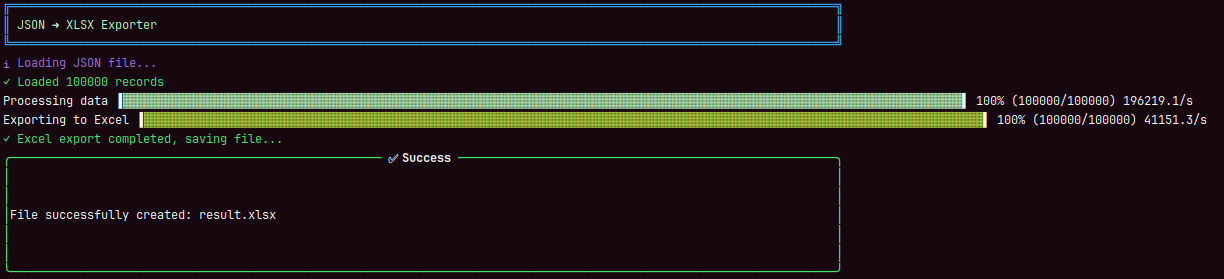 JSON → XLSX Exporter
i Loading JSON file...
✓ Loaded 100000 records
Processing data 100% (100000/100000) 196219.1/s
Exporting to Excel 100% (100000/100000) 41151.3/s
✓ Excel export completed, saving file...
✅ Success
File successfully created: result.xlsx